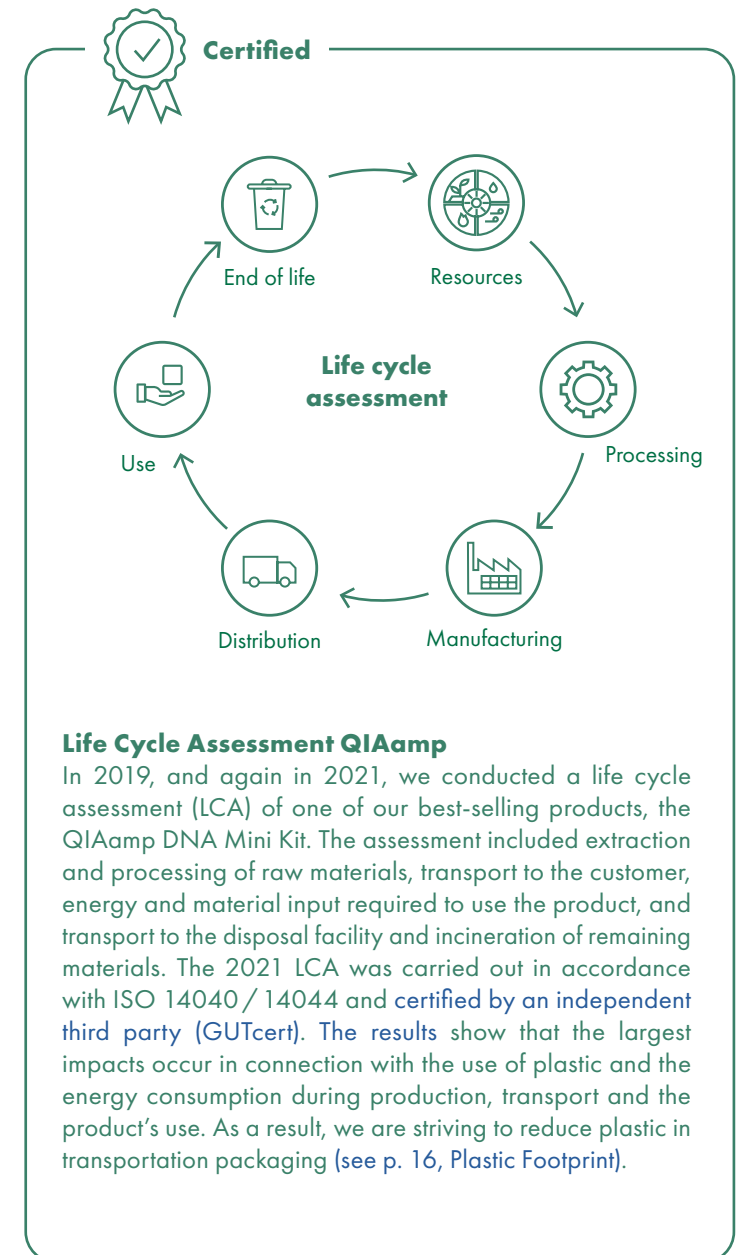 Certified
End of life
Resources
Life cycle
assessment
Use
Processing
Distribution
Manufacturing
Life Cycle Assessment QIAamp
In 2019, and again in 2021, we conducted a life cycle
assessment (LCA) of one of our best-selling products, the
QIAamp DNA Mini Kit. The assessment included extraction
and processing of raw materials, transport to the customer,
energy and material input required to use the product, and
transport to the disposal facility and incineration of remaining
materials. The 2021 LCA was carried out in accordance
with ISO 14040 / 14044 and certified by an independent
third party (GUTcert). The results show that the largest
impacts occur in connection with the use of plastic and the
energy consumption during production, transport and the
product’s use. As a result, we are striving to reduce plastic in
transportation packaging (see p. 16, Plastic Footprint).